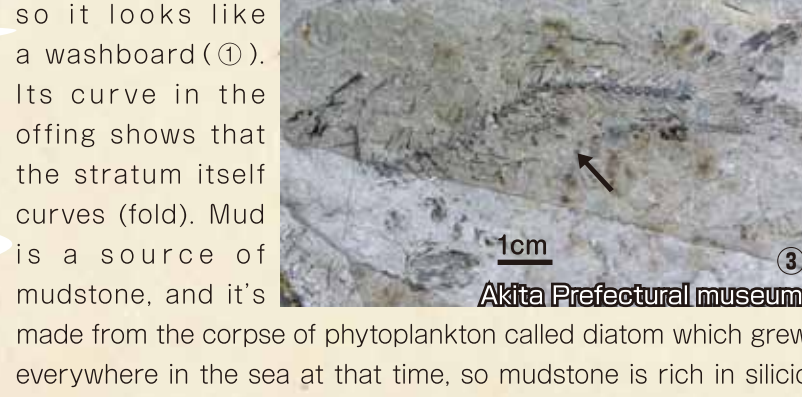 so it looks like
a washboard(①).
Its curve in the
offing shows that
the stratum itself
curves (fold). Mud
is a source of
mudstone, and it's
made from the corpse of phytoplankton called diatom which grew
everywhere in the sea at that time, so mudstone is rich in silicic
1cm
③
Akita Prefectural museum